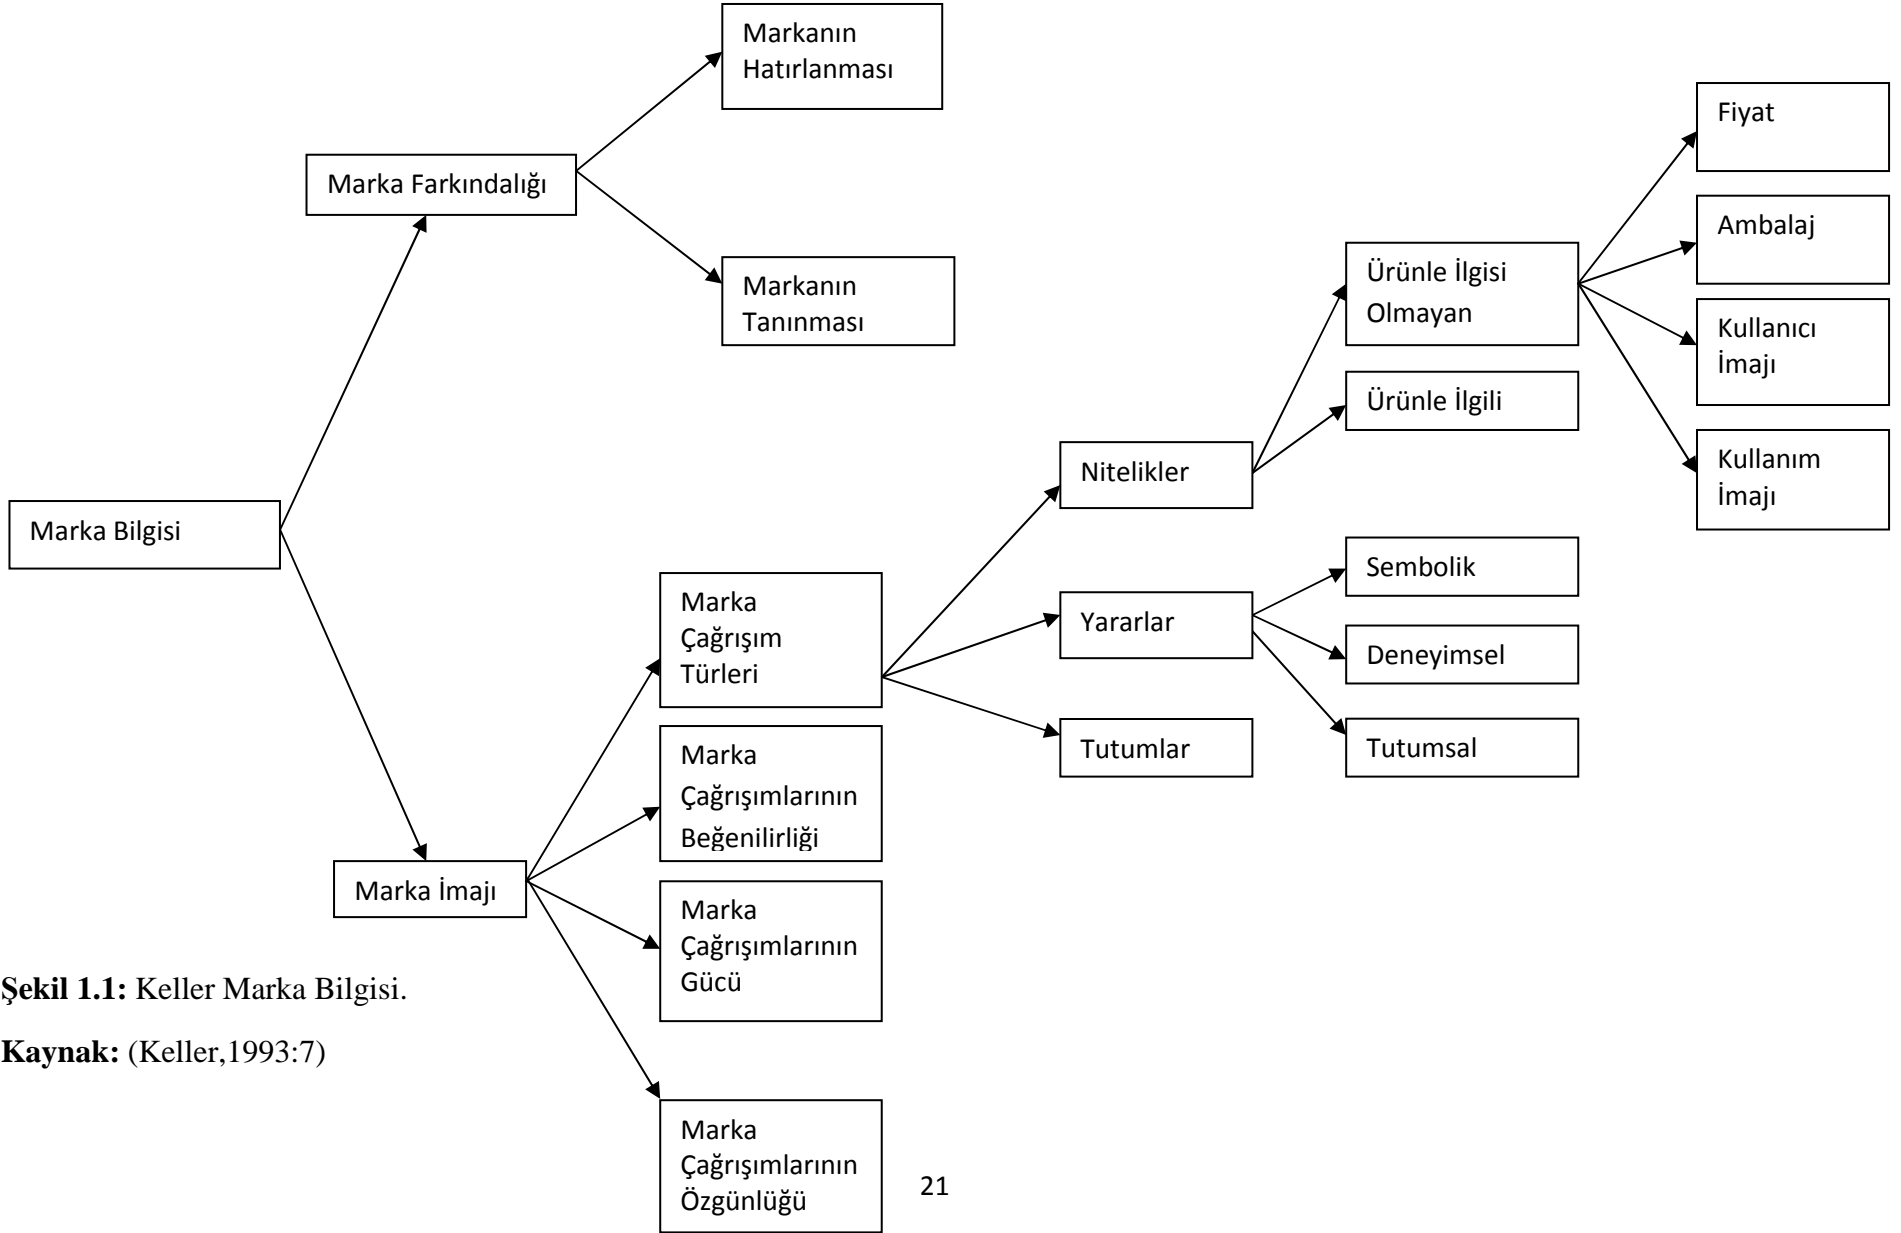 Markanın
Hatırlanması
Marka Farkındalığı
Markanın
Tanınması
Marka Bilgisi
Marka İmajı
Marka
Çağrışım
Türleri
Marka
Çağrışımlarının
Beğenilirliği
Marka
Çağrışımlarının
Gücü
Marka
Çağrışımlarının
Özgünlüğü
Nitelikler
Yararlar
Tutumlar
Ürünle İlgisi
Olmayan
Ürünle İlgili
Sembolik
Deneyimsel
Tutumsal
Fiyat
Ambalaj
Kullanıcı
İmajı
Kullanım
İmajı
Şekil 1.1: Keller Marka Bilgisi.
Kaynak: (Keller,1993:7)
21